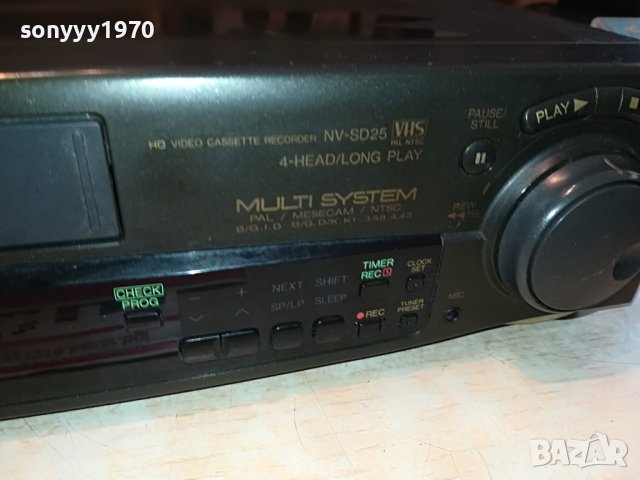 sonyyy1970
HQ VIDEO CASSETTE RECORDER NV-SD25 VHS
PAL NTSC
4-HEAD/LONG PLAY
MULTI SYSTEM
PAL / MESECAM / NTSC
B/G.I.D B/G.D/K.K1 3.58 4.43
PAUSE/
STILL
PLAY
REW
TIMER
REC
CLOCK
SET
CHECK
PROG
NEXT SHIFT
SP/LP SLEEP
REC
TUNER
PRESET
MIC
BAZAR